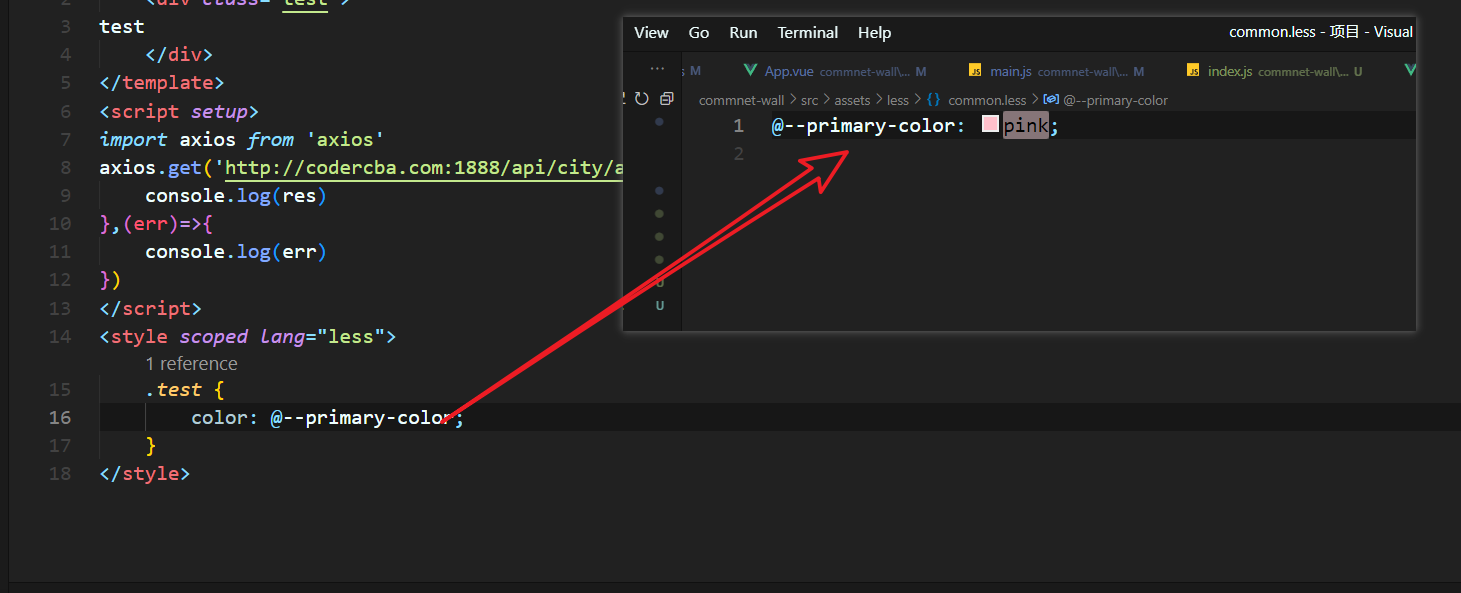 2 <div class="test">
3 test
4 </div>
5 </template>
6 <script setup>
7 import axios from 'axios'
8 axios.get('http://codercba.com:1888/api/city/a
9 console.log(res)
10 },(err)=>{
11 console.log(err)
12 })
13 </script>
14 <style scoped lang="less">
1 reference
15 .test {
16 color: @--primary-color;
17 }
18 </style>
View Go Run Terminal Help common.less - 项目 - Visual
... s M App.vue commnet-wall\... M JS main.js commnet-wall\... M JS index.js commnet-wall\... U
commnet-wall > src > assets > less > {} common.less > @--primary-color
1 @--primary-color: pink;
2
U
U